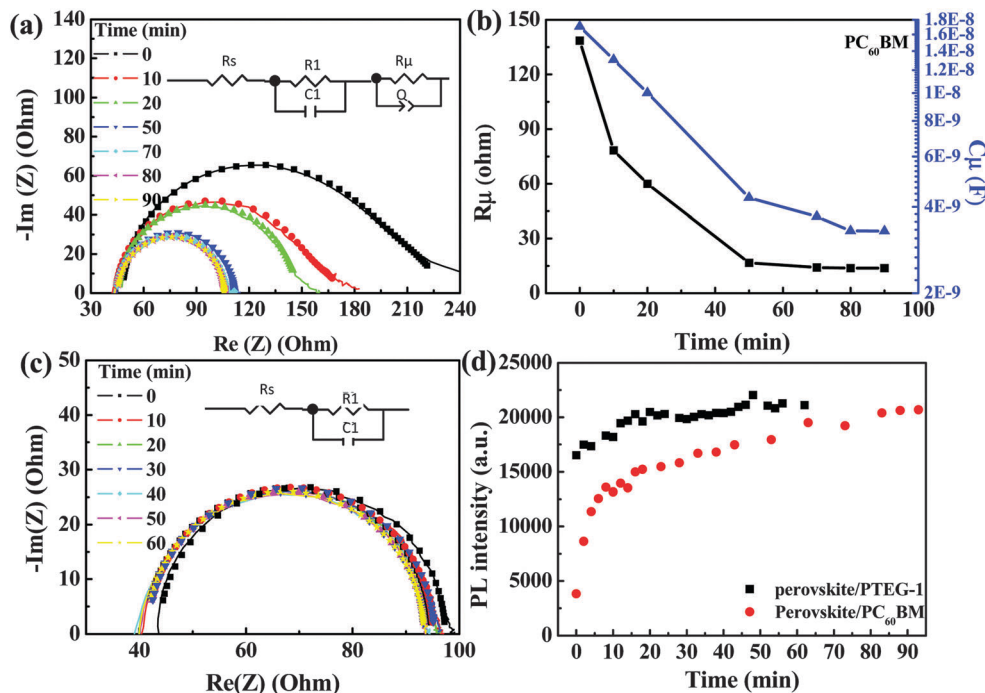 (a)
Time (min)
0
10
20
50
70
80
90
Rs
R1
C1
Rμ
Q
140
120
100
80
60
40
20
0
-Im (Z) (Ohm)
30 60 90 120 150 180 210 240
Re (Z) (Ohm)
(b)
PC60BM
150
120
90
60
30
0
Rμ (ohm)
1.8E-8
1.6E-8
1.4E-8
1.2E-8
1E-8
8E-9
6E-9
4E-9
2E-9
Cμ (F)
0 20 40 60 80 100
Time (min)
(c)
Time (min)
0
10
20
30
40
50
60
Rs
R1
C1
50
40
30
20
10
0
-Im(Z) (Ohm)
40 60 80 100
Re(Z) (Ohm)
(d)
25000
20000
15000
10000
5000
0
PL intensity (a.u.)
perovskite/PTEG-1
Perovskite/PC60BM
0 10 20 30 40 50 60 70 80 90
Time (min)